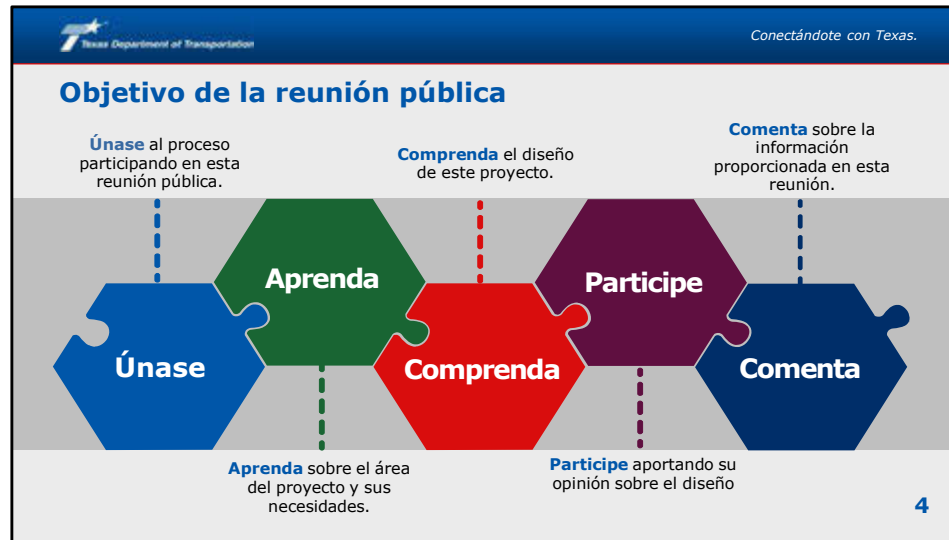 Texas Department of Transportation
Conectándote con Texas.
Objetivo de la reunión pública
Únase al proceso
participando en esta
reunión pública.
Comprenda el diseño
de este proyecto.
Comenta sobre la
información
proporcionada en esta
reunión.
Únase
Aprenda
Comprenda
Participe
Comenta
Aprenda sobre el área
del proyecto y sus
necesidades.
Participe aportando su
opinión sobre el diseño
4